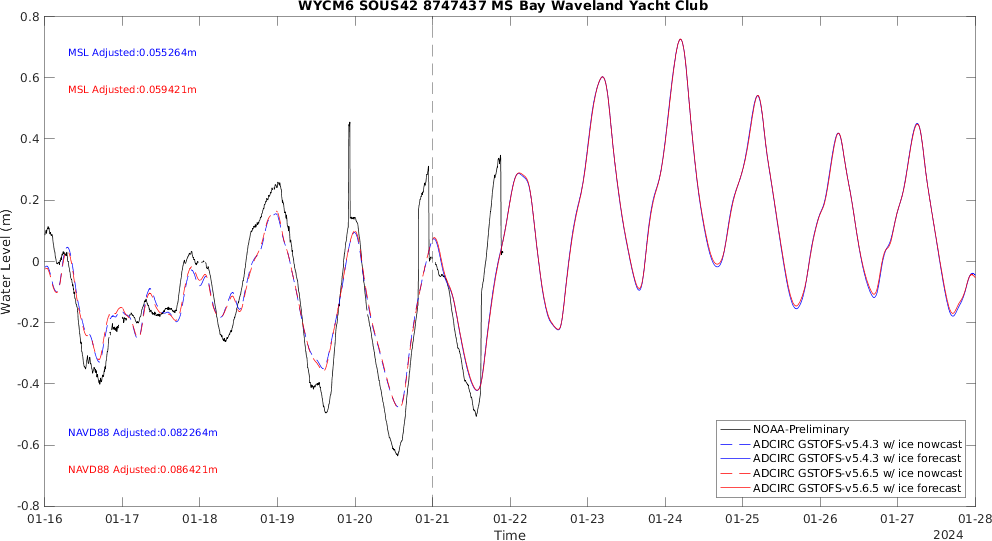 WYCM6 SOUS42 8747437 MS Bay Waveland Yacht Club
Water Level (m)
0.8
0.6
0.4
0.2
0
-0.2
-0.4
-0.6
-0.8
MSL Adjusted:0.055264m
MSL Adjusted:0.059421m
NAVD88 Adjusted:0.082264m
NAVD88 Adjusted:0.086421m
NOAA-Preliminary
ADCIRC GSTOFS-v5.4.3 w/ ice nowcast
ADCIRC GSTOFS-v5.4.3 w/ ice forecast
ADCIRC GSTOFS-v5.6.5 w/ ice nowcast
ADCIRC GSTOFS-v5.6.5 w/ ice forecast
01-16 01-17 01-18 01-19 01-20 01-21 01-22 01-23 01-24 01-25 01-26 01-27 01-28
Time
2024